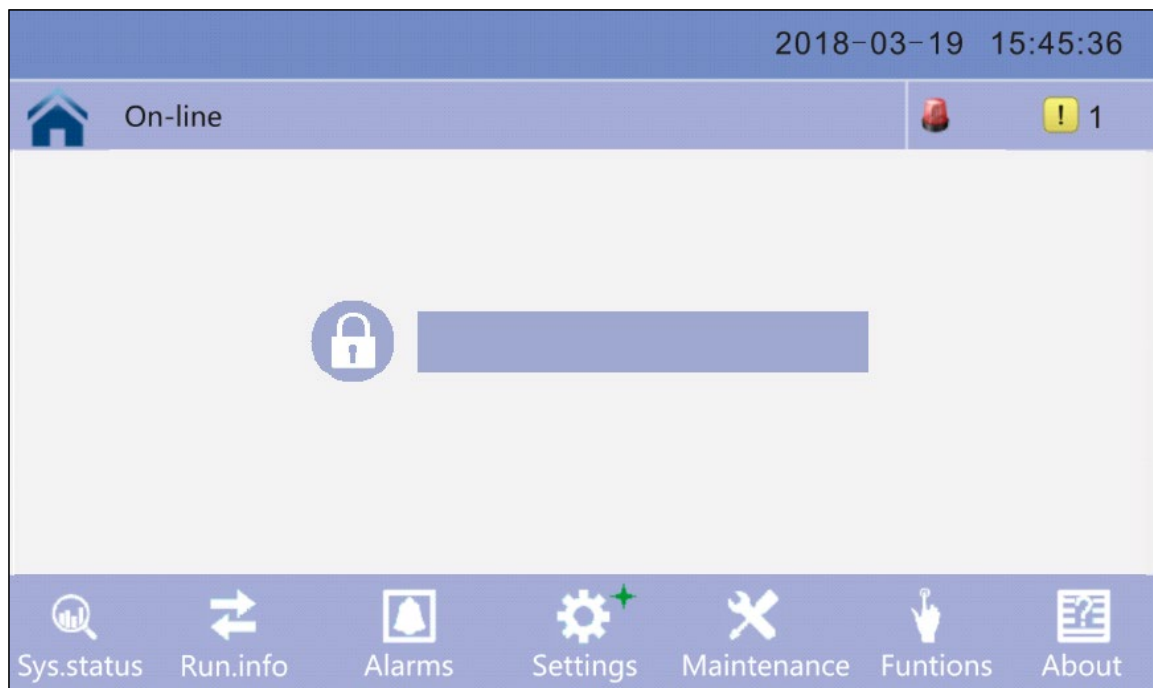 2018-03-19 15:45:36
On-line
! 1
Sys.status Run.info Alarms Settings Maintenance Funtions About